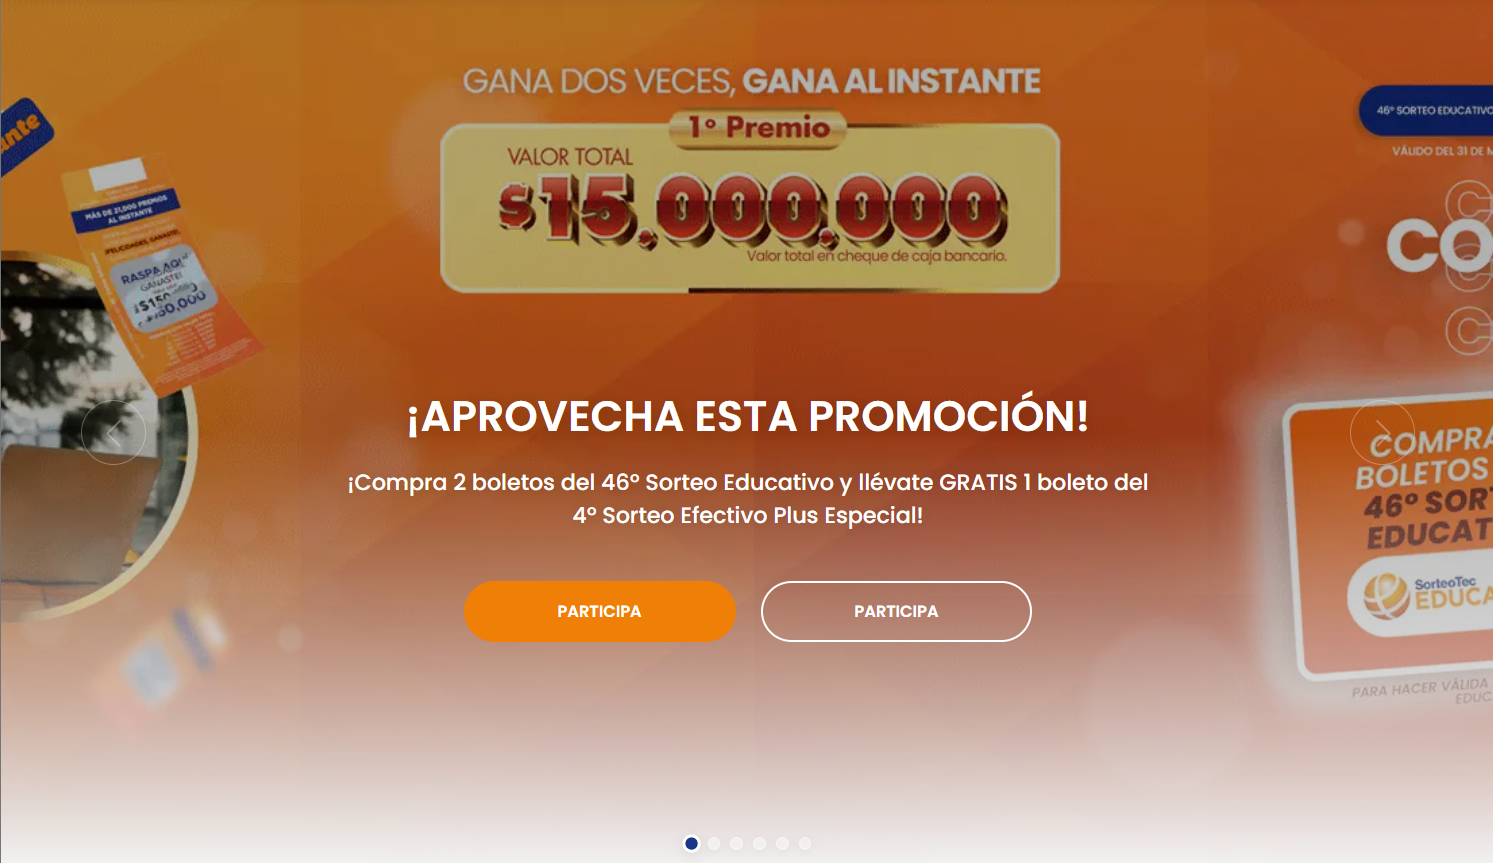 GANA DOS VECES, GANA AL INSTANTE
1° Premio
VALOR TOTAL
$15,000,000
Valor total en cheque de caja bancario.
ante
MÁS DE 21,000 PREMIOS
AL INSTANTE
¡FELICIDADES, GANASTE!
RASPA AQUÍ
GANASTE!
$150,000
46° SORTEO EDUCATIVO
VÁLIDO DEL 31 DE M
C
CO
C
C
¡APROVECHA ESTA PROMOCIÓN!
¡Compra 2 boletos del 46° Sorteo Educativo y llévate GRATIS 1 boleto del
4° Sorteo Efectivo Plus Especial!
PARTICIPA
PARTICIPA
COMPRA
BOLETOS
46° SOR
EDUCAT
SorteoTec
EDUCA
PARA HACER VÁLIDA
EDUC